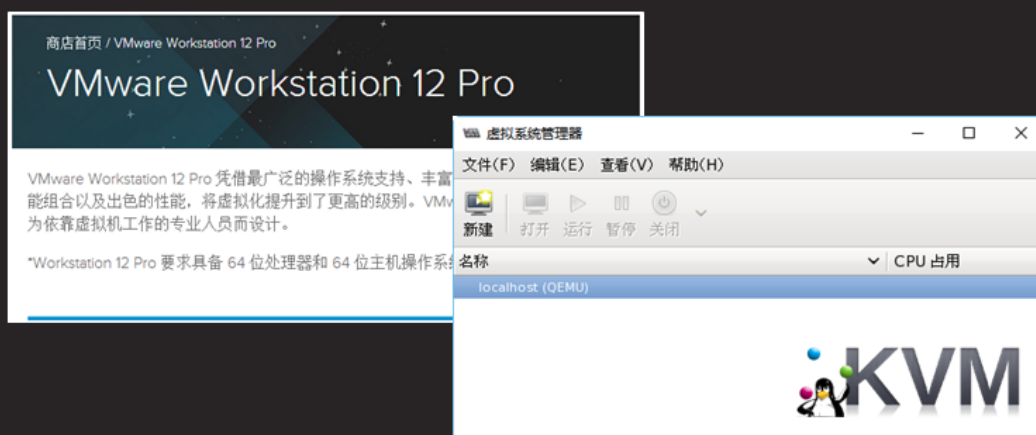 商店首页 / VMware Workstation 12 Pro
VMware Workstation 12 Pro
VMware Workstation 12 Pro 凭借最广泛的操作系统支持、丰富
能组合以及出色的性能，将虚拟化提升到了更高的级别。VMw
为依靠虚拟机工作的专业人员而设计。
*Workstation 12 Pro 要求具备 64 位处理器和 64 位主机操作系统
虚拟系统管理器
文件(F) 编辑(E) 查看(V) 帮助(H)
新建 打开 运行 暂停 关闭
名称 CPU 占用
localhost (QEMU)
KVM